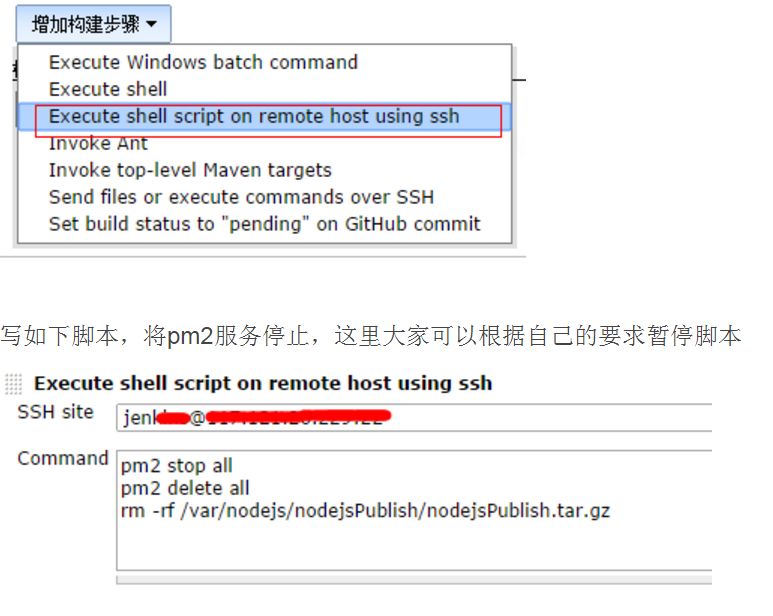 增加构建步骤
Execute Windows batch command
Execute shell
Execute shell script on remote host using ssh
Invoke Ant
Invoke top-level Maven targets
Send files or execute commands over SSH
Set build status to "pending" on GitHub commit
写如下脚本，将pm2服务停止，这里大家可以根据自己的要求暂停脚本
Execute shell script on remote host using ssh
SSH site
@
Command
pm2 stop all
pm2 delete all
rm -rf /var/nodejs/nodejsPublish/nodejsPublish.tar.gz